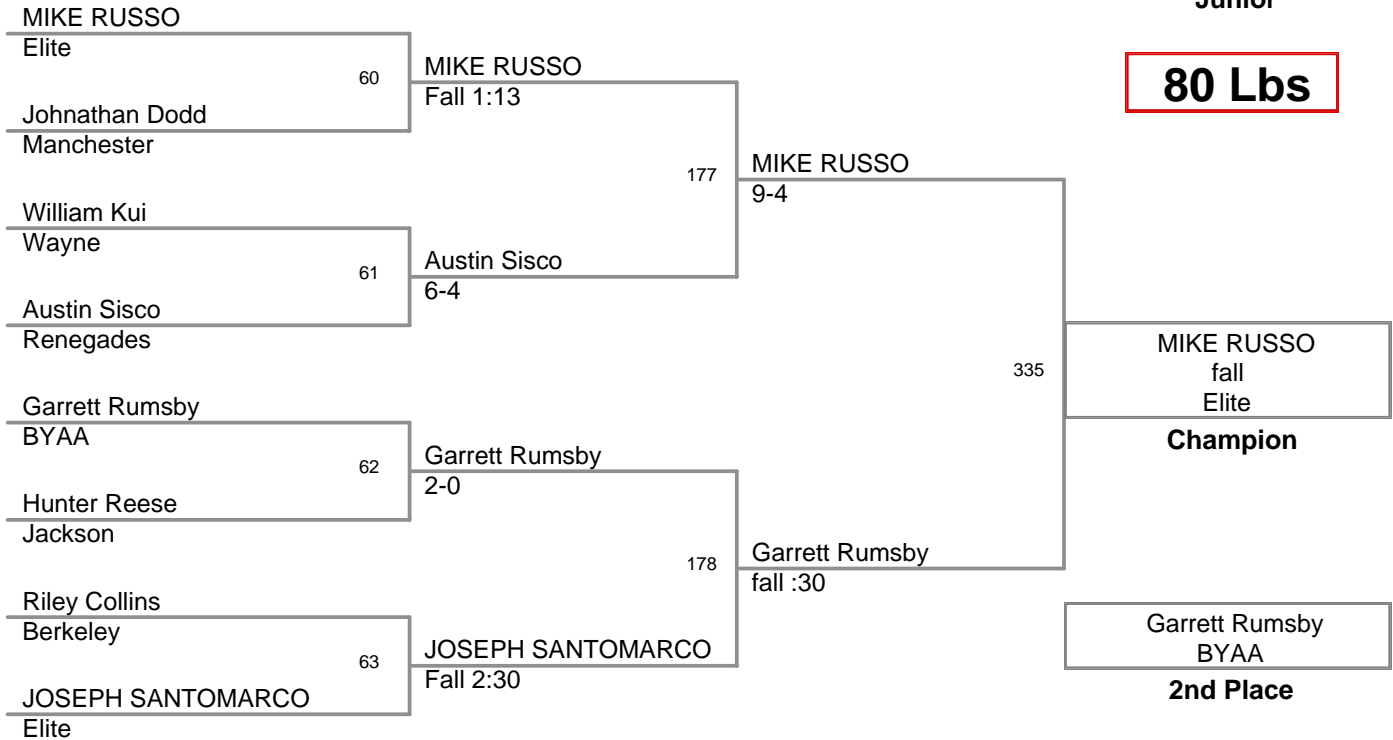 Junior
80 Lbs
MIKE RUSSO
Elite
60
Johnathan Dodd
Manchester
William Kui
Wayne
61
Austin Sisco
Renegades
Garrett Rumsby
BYAA
62
Hunter Reese
Jackson
Riley Collins
Berkeley
63
JOSEPH SANTOMARCO
Elite
MIKE RUSSO
Fall 1:13
177
Austin Sisco
6-4
Garrett Rumsby
2-0
178
JOSEPH SANTOMARCO
Fall 2:30
MIKE RUSSO
9-4
335
Garrett Rumsby
fall :30
MIKE RUSSO
fall
Elite
Champion
Garrett Rumsby
BYAA
2nd Place